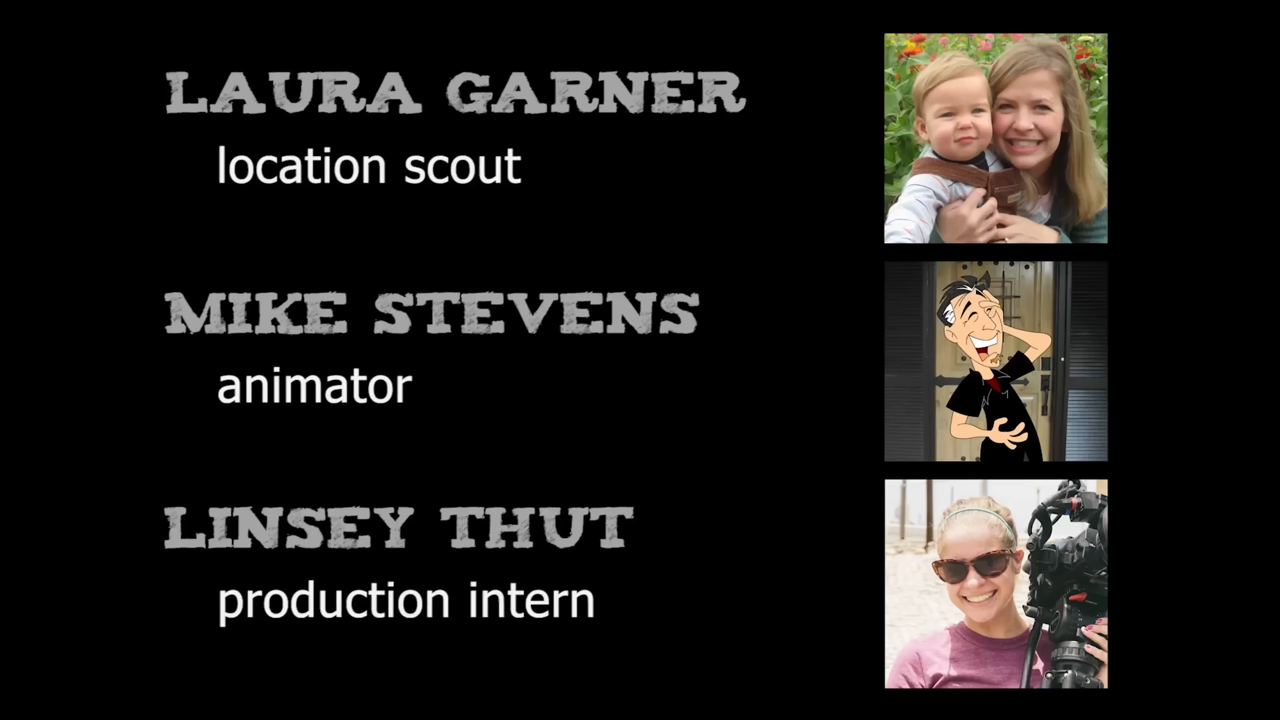 LAURA GARNER
location scout
MIKE STEVENS
animator
LINSEY THUT
production intern